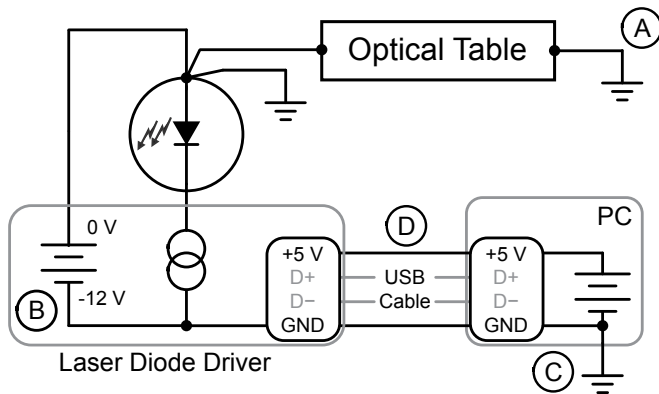 A
Optical Table
0 V
-12 V
B
Laser Diode Driver
+5 V
D+
D−
GND
D
USB
Cable
PC
+5 V
D+
D−
GND
C